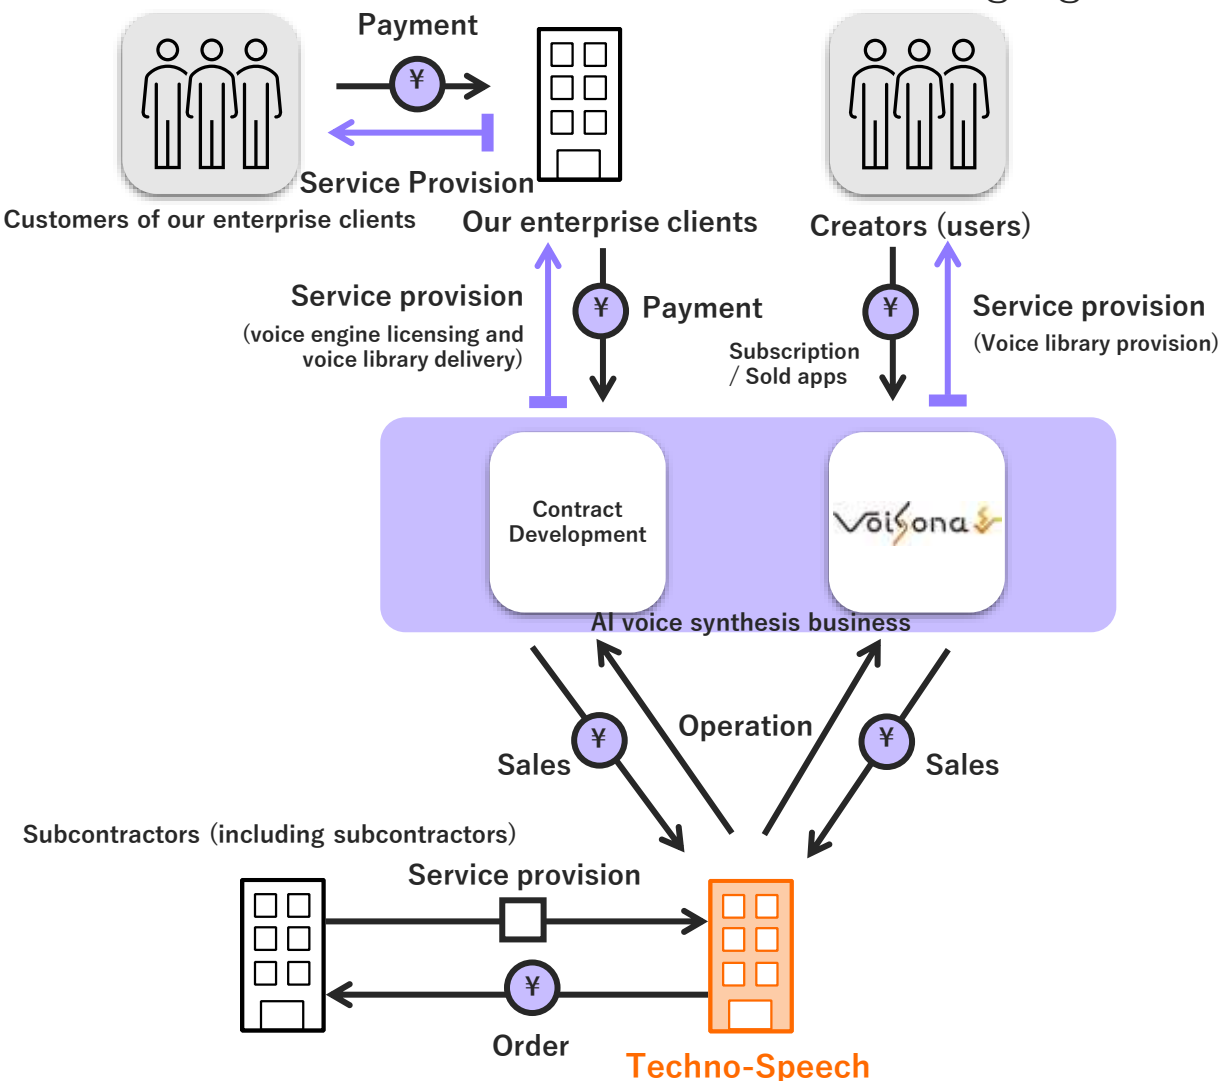 Payment
¥
Service Provision
Customers of our enterprise clients
Our enterprise clients
Creators (users)
Service provision
(voice engine licensing and
voice library delivery)
¥
Payment
¥
Subscription
/ Sold apps
Service provision
(Voice library provision)
Contract
Development
Voisona
AI voice synthesis business
Operation
¥
Sales
¥
Sales
Subcontractors (including subcontractors)
Service provision
¥
Order
Techno-Speech